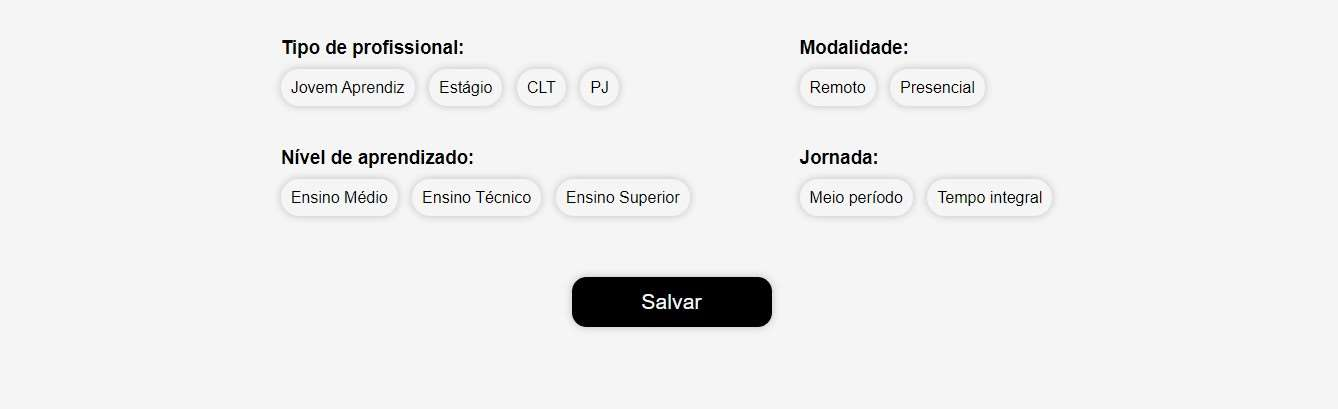 Tipo de profissional:
Jovem Aprendiz Estágio CLT PJ
Modalidade:
Remoto Presencial
Nível de aprendizado:
Ensino Médio Ensino Técnico Ensino Superior
Jornada:
Meio período Tempo integral
Salvar